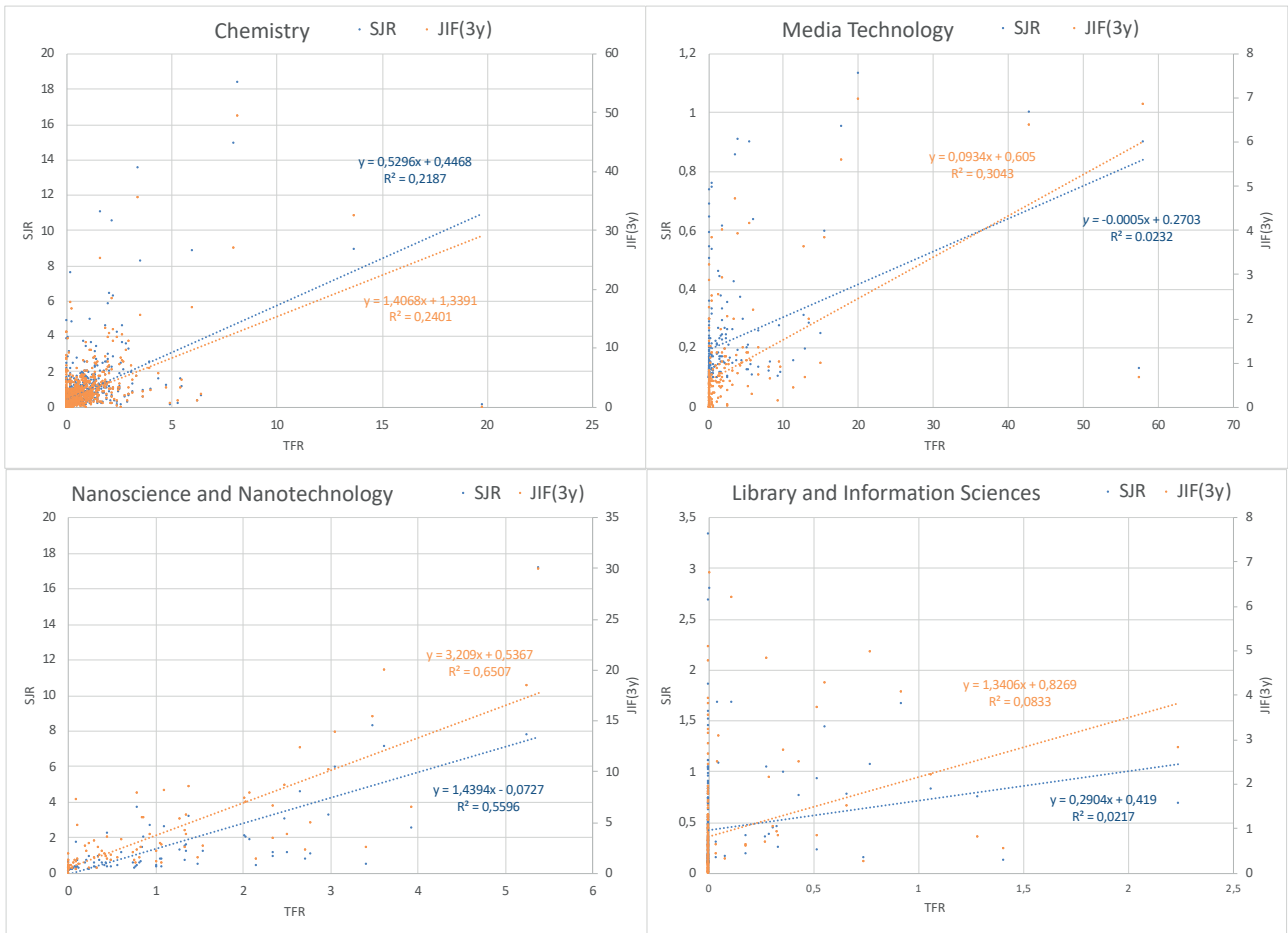 Chemistry
SJR
JIF(3y)
20
18
16
14
12
10
8
6
4
2
0
SJR
60
50
40
30
20
10
0
JIF(3y)
y = 0,5296x + 0,4468
R² = 0,2187
y = 1,4068x + 1,3391
R² = 0,2401
0
5
10
15
20
25
TFR
Media Technology
SJR
JIF(3y)
1,2
1
0,8
0,6
0,4
0,2
0
SJR
8
7
6
5
4
3
2
1
0
JIF(3y)
y = 0,0934x + 0,605
R² = 0,3043
y = -0.0005x + 0.2703
R² = 0.0232
0
10
20
30
40
50
60
70
TFR
Nanoscience and Nanotechnology
SJR
JIF(3y)
20
18
16
14
12
10
8
6
4
2
0
SJR
35
30
25
20
15
10
5
0
JIF(3y)
y = 3,209x + 0,5367
R² = 0,6507
y = 1,4394x - 0,0727
R² = 0,5596
0
1
2
3
4
5
6
TFR
Library and Information Sciences
SJR
JIF(3y)
3,5
3
2,5
2
1,5
1
0,5
0
SJR
8
7
6
5
4
3
2
1
0
JIF(3y)
y = 1,3406x + 0,8269
R² = 0,0833
y = 0,2904x + 0,419
R² = 0,0217
0
0,5
1
1,5
2
2,5
TFR